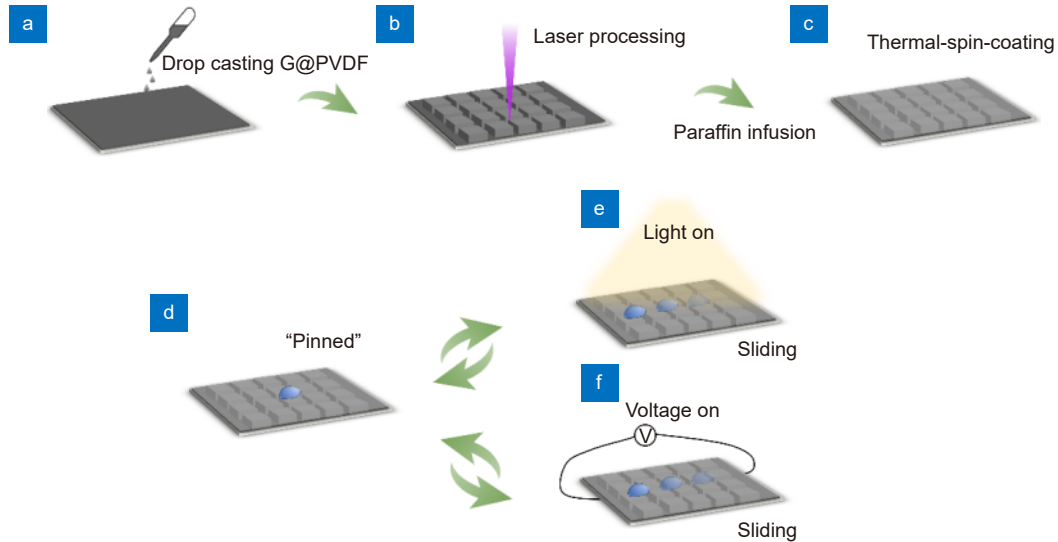 a
Drop casting G@PVDF
b
Laser processing
Paraffin infusion
c
Thermal-spin-coating
d
“Pinned”
e
Light on
Sliding
f
Voltage on
V
Sliding